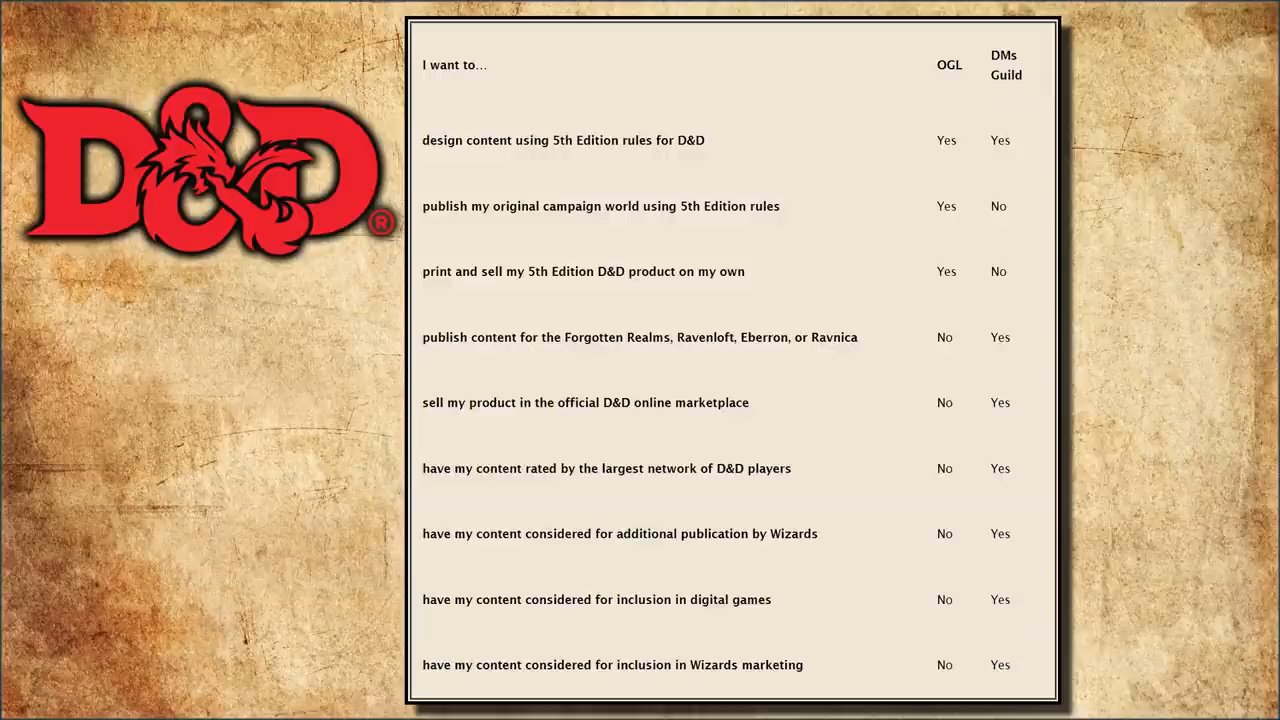 D&D®
I want to… OGL DMs Guild
design content using 5th Edition rules for D&D Yes Yes
publish my original campaign world using 5th Edition rules Yes No
print and sell my 5th Edition D&D product on my own Yes No
publish content for the Forgotten Realms, Ravenloft, Eberron, or Ravnica No Yes
sell my product in the official D&D online marketplace No Yes
have my content rated by the largest network of D&D players No Yes
have my content considered for additional publication by Wizards No Yes
have my content considered for inclusion in digital games No Yes
have my content considered for inclusion in Wizards marketing No Yes